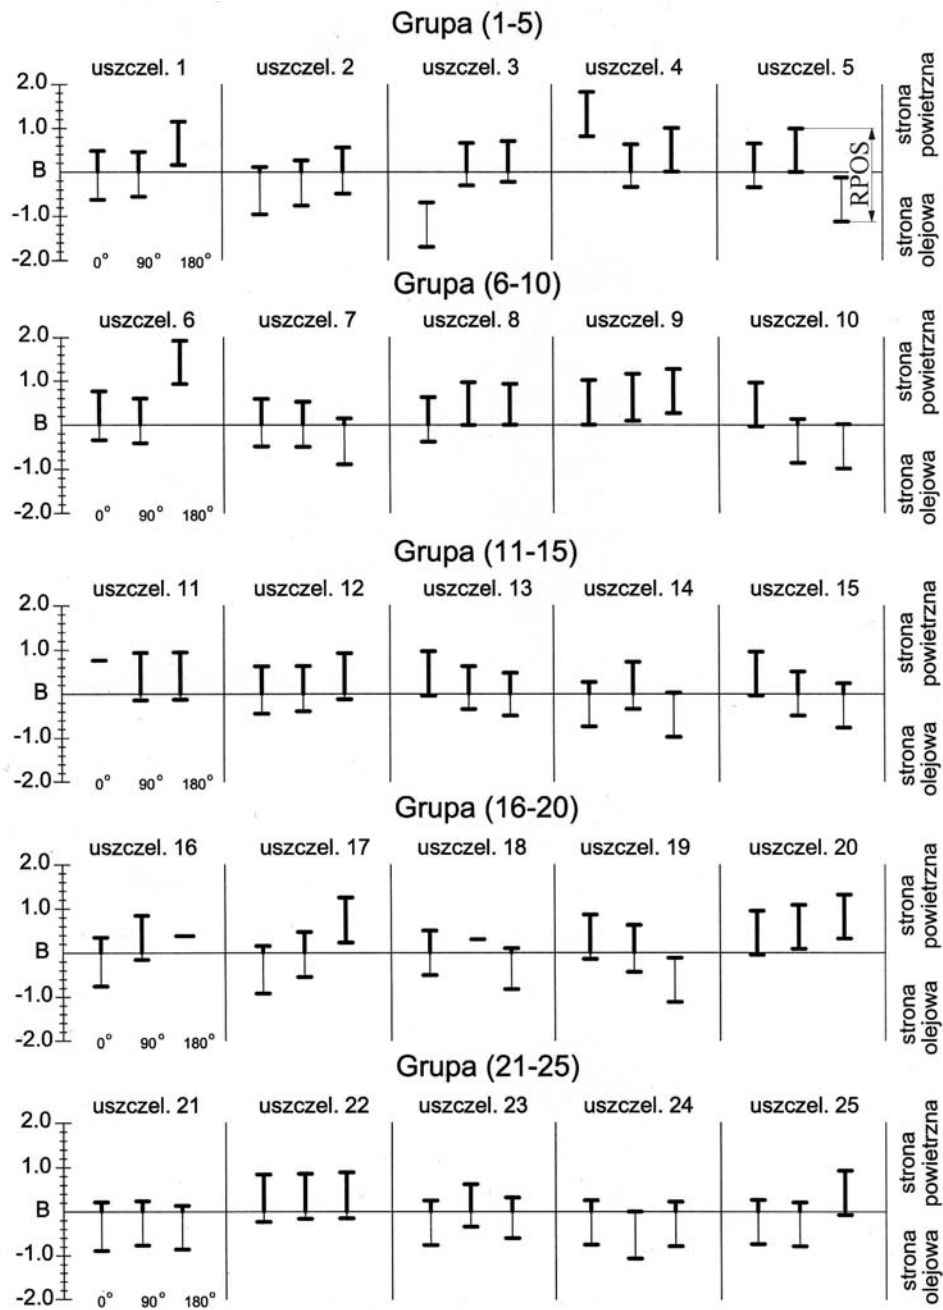 Grupa (1-5)
uszczel. 1 uszczel. 2 uszczel. 3 uszczel. 4 uszczel. 5
2.0
1.0
B
-1.0
-2.0
0° 90° 180°
RPOS
strona powietrzna
strona olejowa
Grupa (6-10)
uszczel. 6 uszczel. 7 uszczel. 8 uszczel. 9 uszczel. 10
2.0
1.0
B
-1.0
-2.0
0° 90° 180°
strona powietrzna
strona olejowa
Grupa (11-15)
uszczel. 11 uszczel. 12 uszczel. 13 uszczel. 14 uszczel. 15
2.0
1.0
B
-1.0
-2.0
0° 90° 180°
strona powietrzna
strona olejowa
Grupa (16-20)
uszczel. 16 uszczel. 17 uszczel. 18 uszczel. 19 uszczel. 20
2.0
1.0
B
-1.0
-2.0
0° 90° 180°
strona powietrzna
strona olejowa
Grupa (21-25)
uszczel. 21 uszczel. 22 uszczel. 23 uszczel. 24 uszczel. 25
2.0
1.0
B
-1.0
-2.0
0° 90° 180°
strona powietrzna
strona olejowa